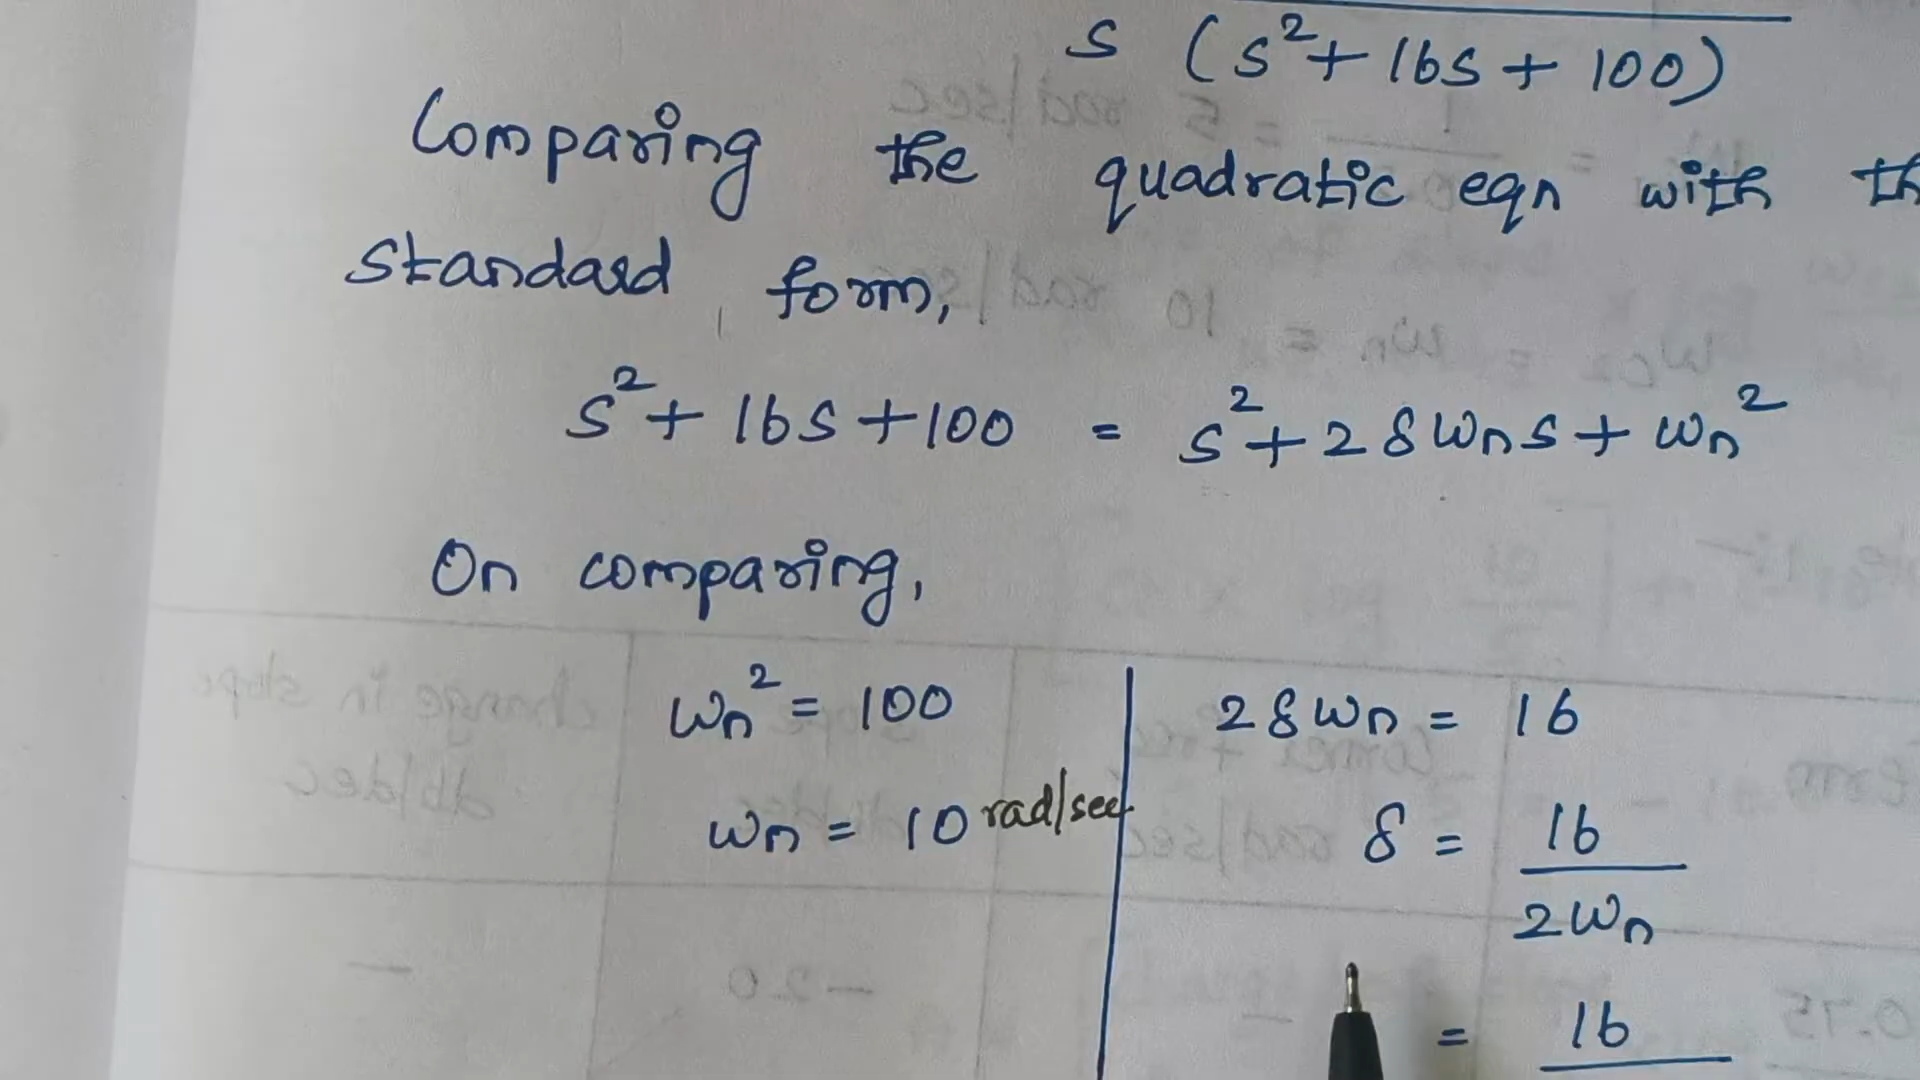 s (s²+16s+100)
Comparing the quadratic eqn with
standard form,
s²+16s+100 = s²+2δωns+ωn²
On comparing,
ωn² = 100
ωn = 10 rad/sec
2δωn = 16
δ = 16
2ωn
= 16